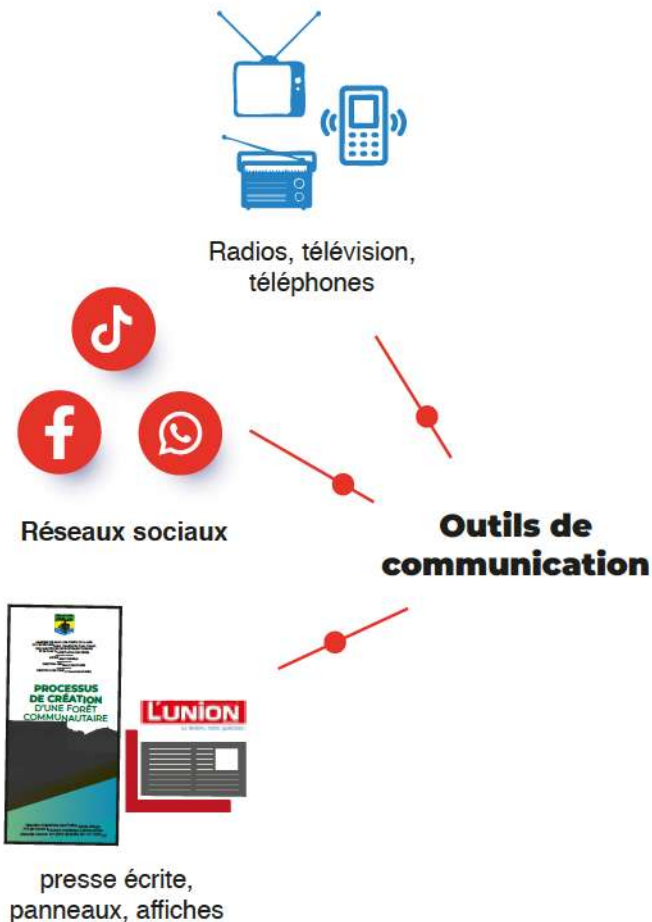 Radios, télévision,
téléphones
Réseaux sociaux
Outils de
communication
PROCESSUS
DE CRÉATION
D'UNE FORÊT
COMMUNAUTAIRE
L'UNION
presse écrite,
panneaux, affiches